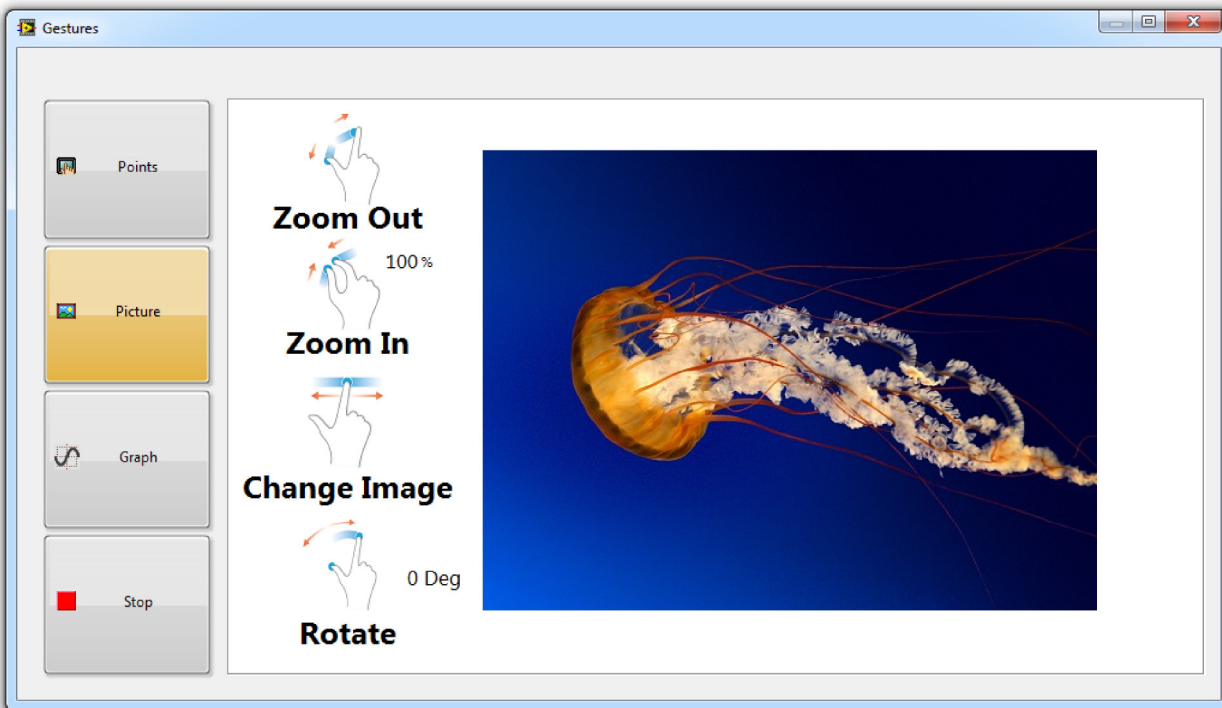 Gestures
Points
Picture
Graph
Stop
Zoom Out
100 %
Zoom In
Change Image
0 Deg
Rotate